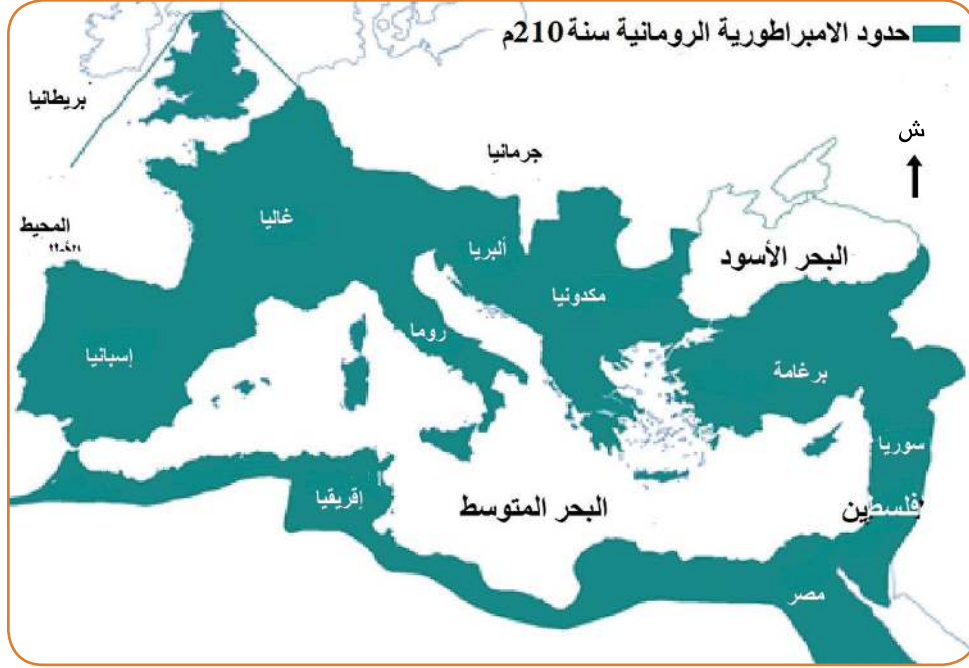 حدود الامبراطورية الرومانية سنة 210م
بريطانيا
ش
جرمانيا
غاليا
المحيط
ألبريا
البحر الأسود
مكدونيا
روما
إسبانيا
برغامة
سوريا
إفريقيا
البحر المتوسط
فلسطين
مصر